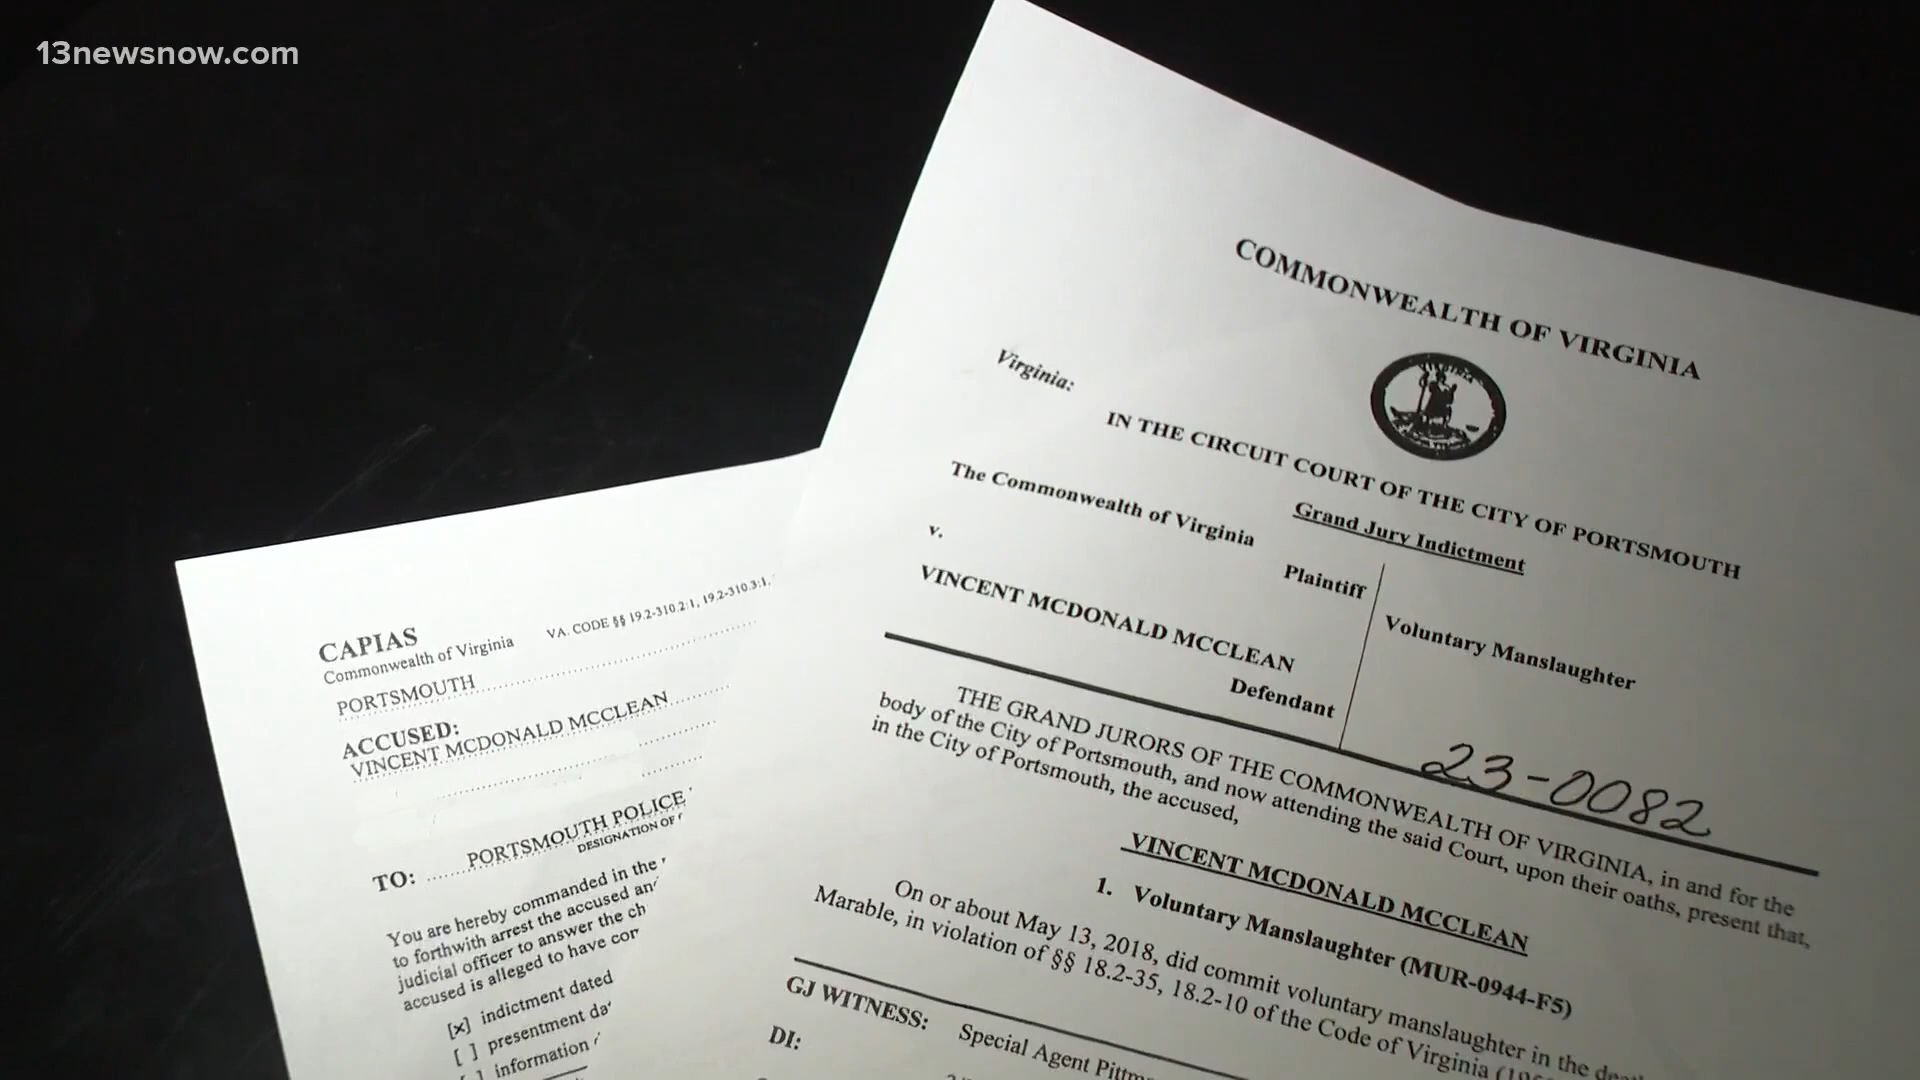 13newsnow.com
COMMONWEALTH OF VIRGINIA
VIRGINIA
Virginia:
IN THE CIRCUIT COURT OF THE CITY OF PORTSMOUTH
Grand Jury Indictment
The Commonwealth of Virginia
Plaintiff
v.
Voluntary Manslaughter
VINCENT MCDONALD MCCLEAN
Defendant
23-0082
THE GRAND JURORS OF THE COMMONWEALTH OF VIRGINIA, in and for the
body of the City of Portsmouth, and now attending the said Court, upon their oaths, present that,
in the City of Portsmouth, the accused,
VINCENT MCDONALD MCCLEAN
1. Voluntary Manslaughter (MUR-0944-F5)
On or about May 13, 2018, did commit voluntary manslaughter in the
Marable, in violation of §§ 18.2-35, 18.2-10 of the Code of Virginia
GJ WITNESS: Special Agent
DI:
CAPIAS
Commonwealth of Virginia
VA. CODE §§ 19.2-310.2:1, 19.2-310.3:1,
PORTSMOUTH
ACCUSED:
VINCENT MCDONALD MCCLEAN
TO: PORTSMOUTH POLICE
DESIGNATION OF
You are hereby commanded in the
to forthwith arrest the accused
judicial officer to answer the
accused is alleged to have
[x] indictment dated
[ ] presentment
[ ] information